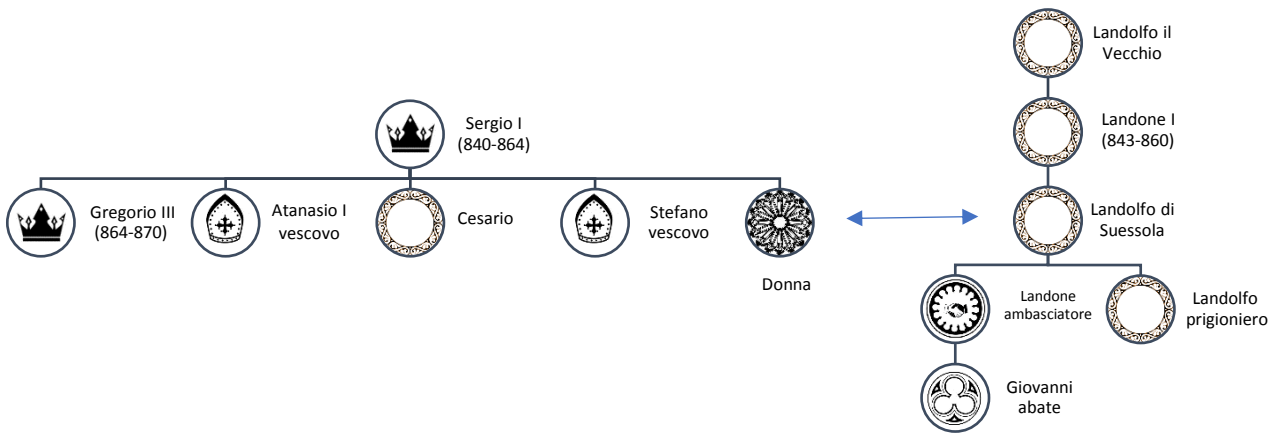 Landolfo il
Vecchio
Sergio I
(840-864)
Landone I
(843-860)
Gregorio III
(864-870)
Atanasio I
vescovo
Cesario
Stefano
vescovo
Donna
Landolfo di
Suessola
Landone
ambasciatore
Landolfo
prigioniero
Giovanni
abate